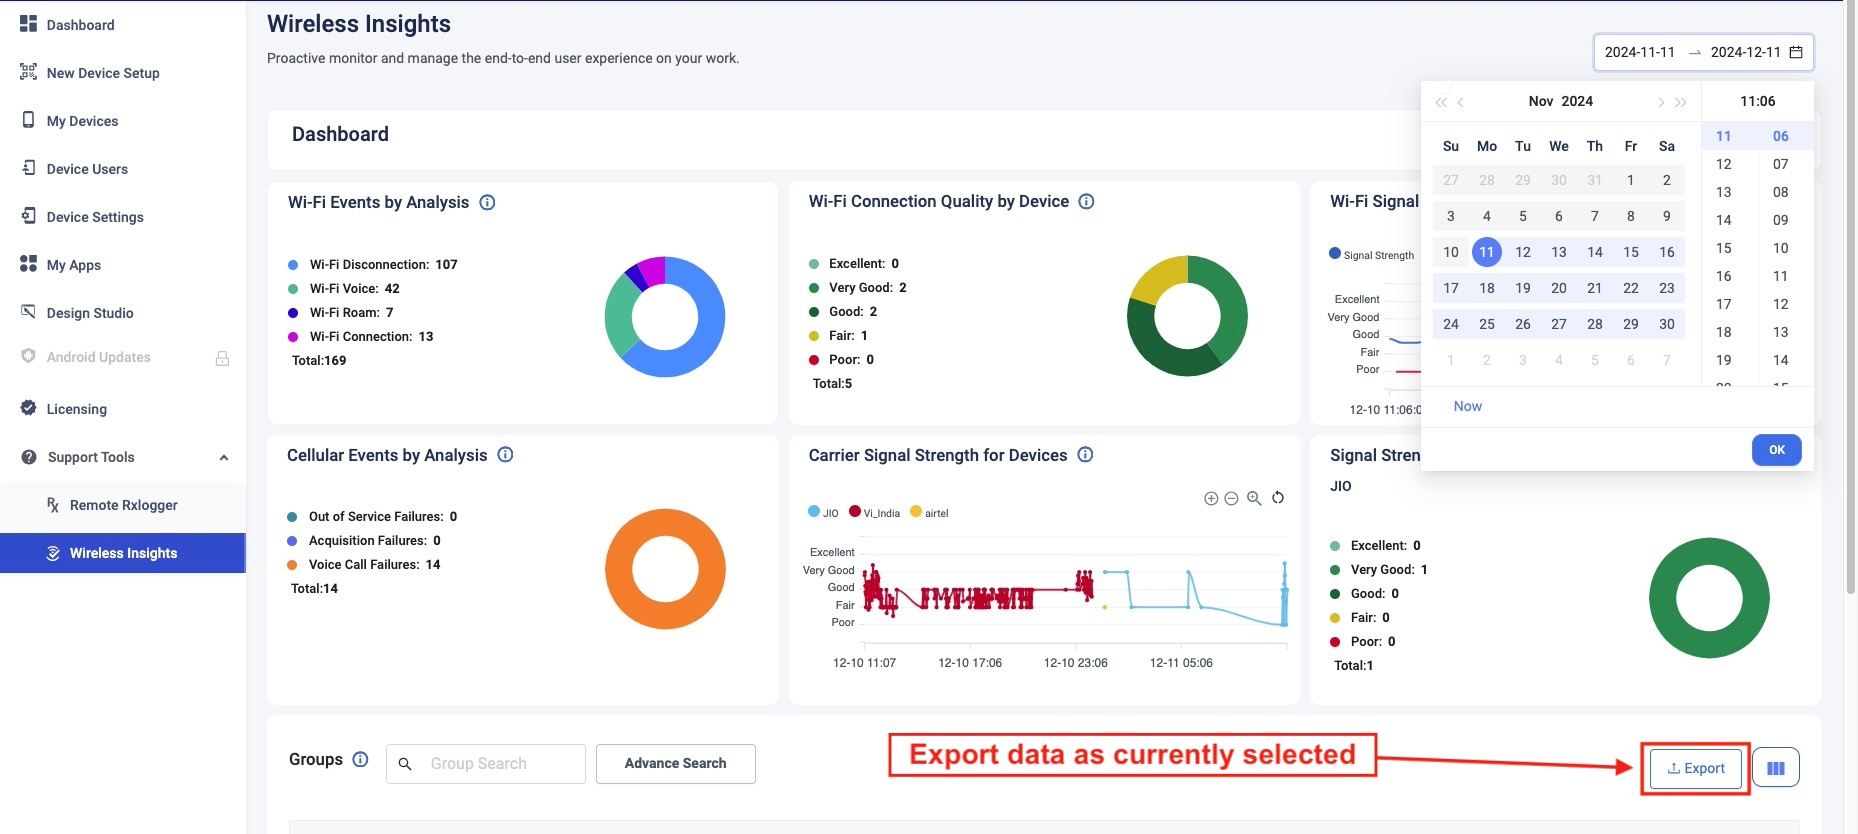 Dashboard
New Device Setup
My Devices
Device Users
Device Settings
My Apps
Design Studio
Android Updates
Licensing
Support Tools
Remote Rxlogger
Wireless Insights
Wireless Insights
Proactive monitor and manage the end-to-end user experience on your work.
2024-11-11 → 2024-12-11
Dashboard
Wi-Fi Events by Analysis
Wi-Fi Disconnection: 107
Wi-Fi Voice: 42
Wi-Fi Roam: 7
Wi-Fi Connection: 13
Total:169
Wi-Fi Connection Quality by Device
Excellent: 0
Very Good: 2
Good: 2
Fair: 1
Poor: 0
Total:5
Wi-Fi Signal
Signal Strength
Excellent
Very Good
Good
Fair
Poor
12-10 11:06:0
Nov 2024
11:06
Su Mo Tu We Th Fr Sa
27 28 29 30 31 1 2
3 4 5 6 7 8 9
10 11 12 13 14 15 16
17 18 19 20 21 22 23
24 25 26 27 28 29 30
1 2 3 4 5 6 7
11 06
12 07
13 08
14 09
15 10
16 11
17 12
18 13
19 14
Now
OK
Cellular Events by Analysis
Out of Service Failures: 0
Acquisition Failures: 0
Voice Call Failures: 14
Total:14
Carrier Signal Strength for Devices
JIO Vi_India airtel
Excellent
Very Good
Good
Fair
Poor
12-10 11:07 12-10 17:06 12-10 23:06 12-11 05:06
Signal Stren
JIO
Excellent: 0
Very Good: 1
Good: 0
Fair: 0
Poor: 0
Total:1
Groups
Group Search
Advance Search
Export data as currently selected
Export